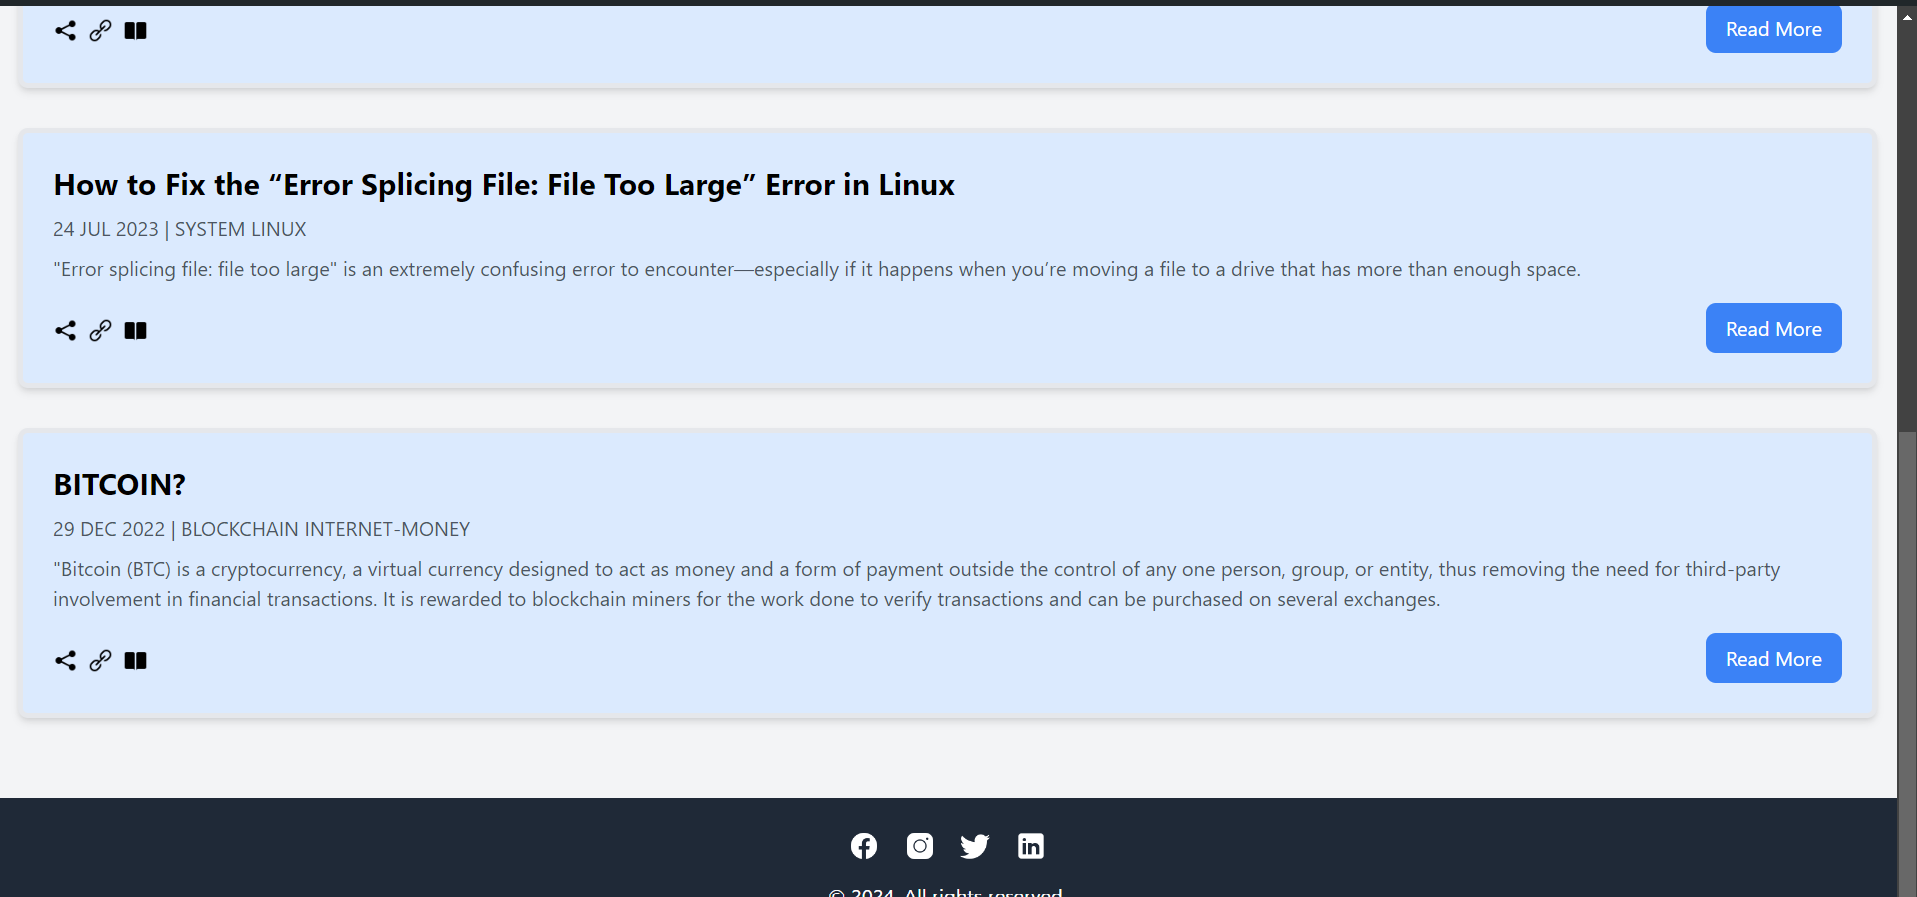 Read More
How to Fix the “Error Splicing File: File Too Large” Error in Linux
24 JUL 2023 | SYSTEM LINUX
"Error splicing file: file too large" is an extremely confusing error to encounter—especially if it happens when you’re moving a file to a drive that has more than enough space.
Read More
BITCOIN?
29 DEC 2022 | BLOCKCHAIN INTERNET-MONEY
"Bitcoin (BTC) is a cryptocurrency, a virtual currency designed to act as money and a form of payment outside the control of any one person, group, or entity, thus removing the need for third-party
involvement in financial transactions. It is rewarded to blockchain miners for the work done to verify transactions and can be purchased on several exchanges.
Read More
© 2024. All rights reserved